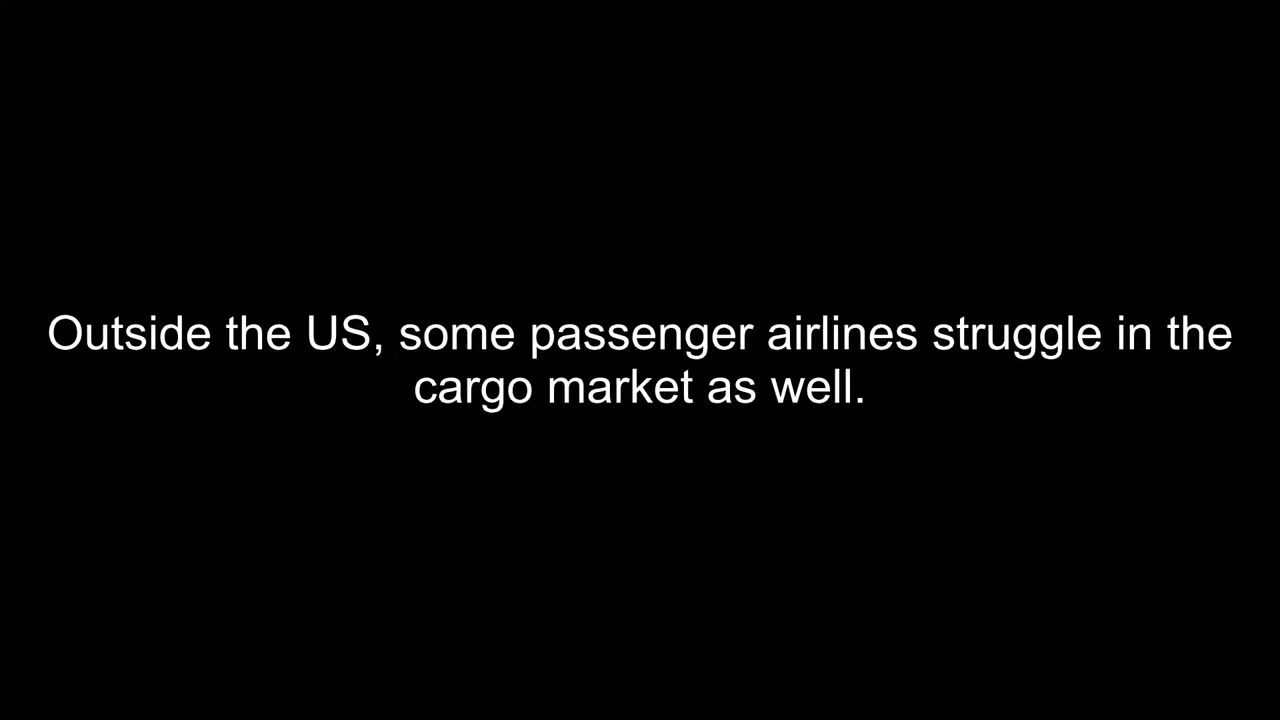 Outside the US, some passenger airlines struggle in the
cargo market as well.